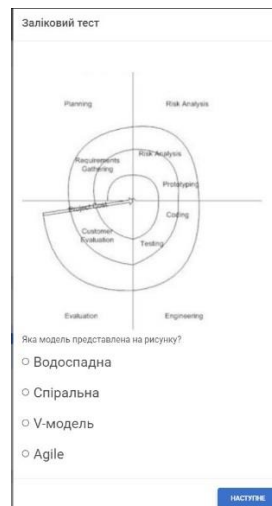 Заліковий тест
Planning
Risk Analysis
Risk Analysis
Requirements
Gathering
Prototyping
Project Cost
Coding
Customer
Evaluation
Testing
Evaluation
Engineering
Яка модель представлена на рисунку?
Водоспадна
Спіральна
V-модель
Agile
НАСТУПНЕ